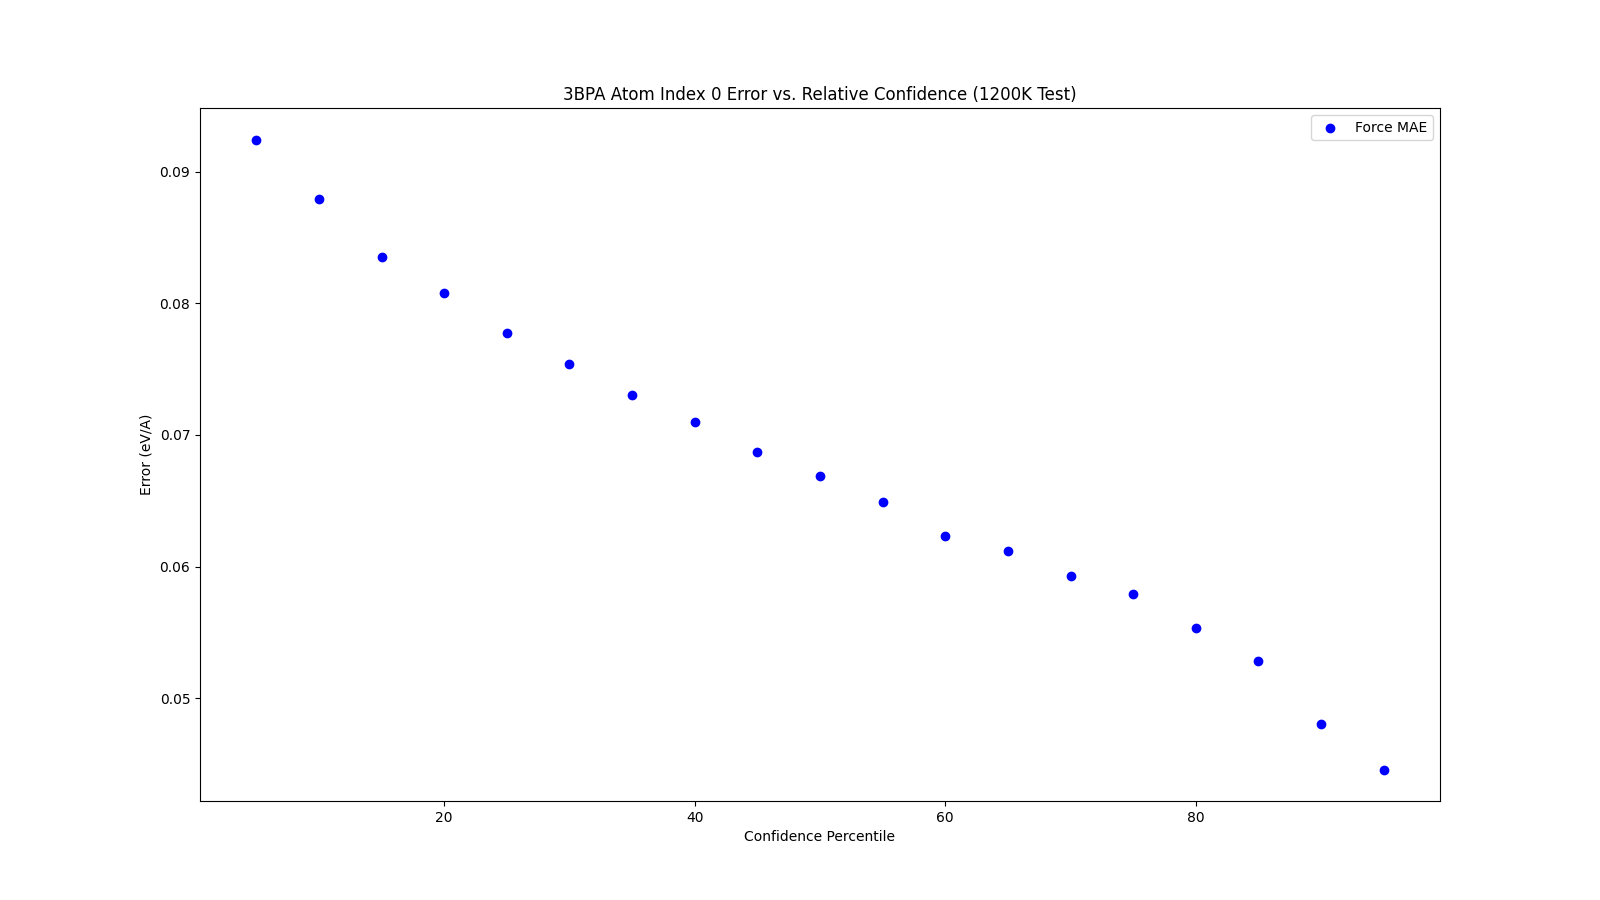 3BPA Atom Index 0 Error vs. Relative Confidence (1200K Test)
Force MAE
0.09
0.08
0.07
0.06
0.05
Error (eV/A)
20 40 60 80
Confidence Percentile